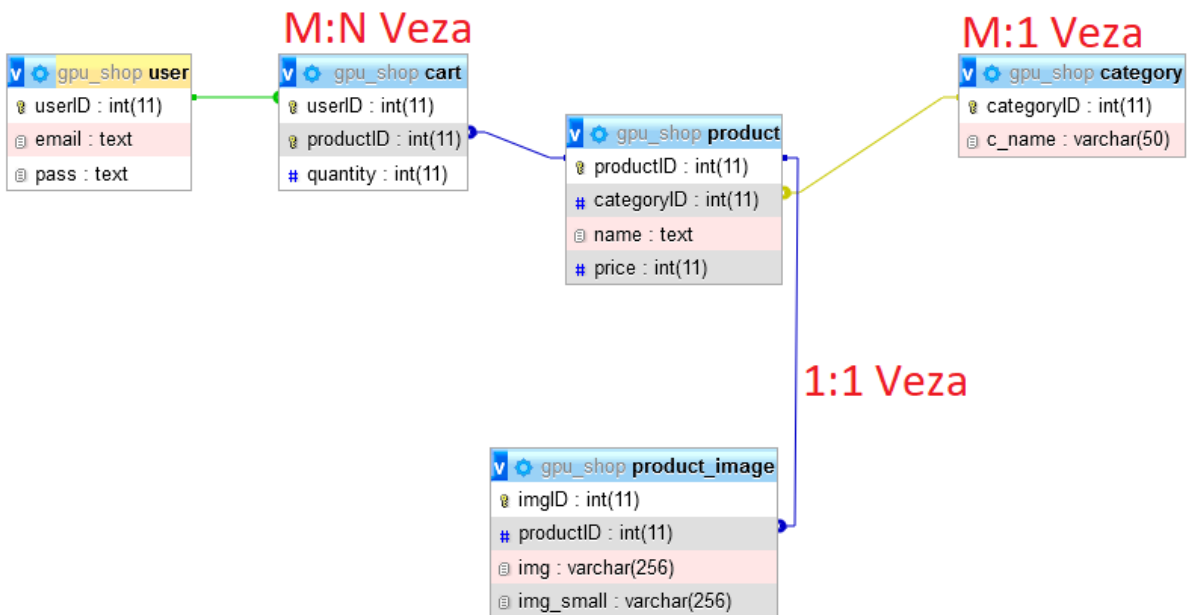 M:N Veza
M:1 Veza
v gpu_shop user
userID : int(11)
email : text
pass : text
v gpu_shop cart
userID : int(11)
productID : int(11)
# quantity : int(11)
v gpu_shop product
productID : int(11)
# categoryID : int(11)
name : text
# price : int(11)
v gpu_shop category
categoryID : int(11)
c_name : varchar(50)
1:1 Veza
v gpu_shop product_image
imgID : int(11)
# productID : int(11)
img : varchar(256)
img_small : varchar(256)